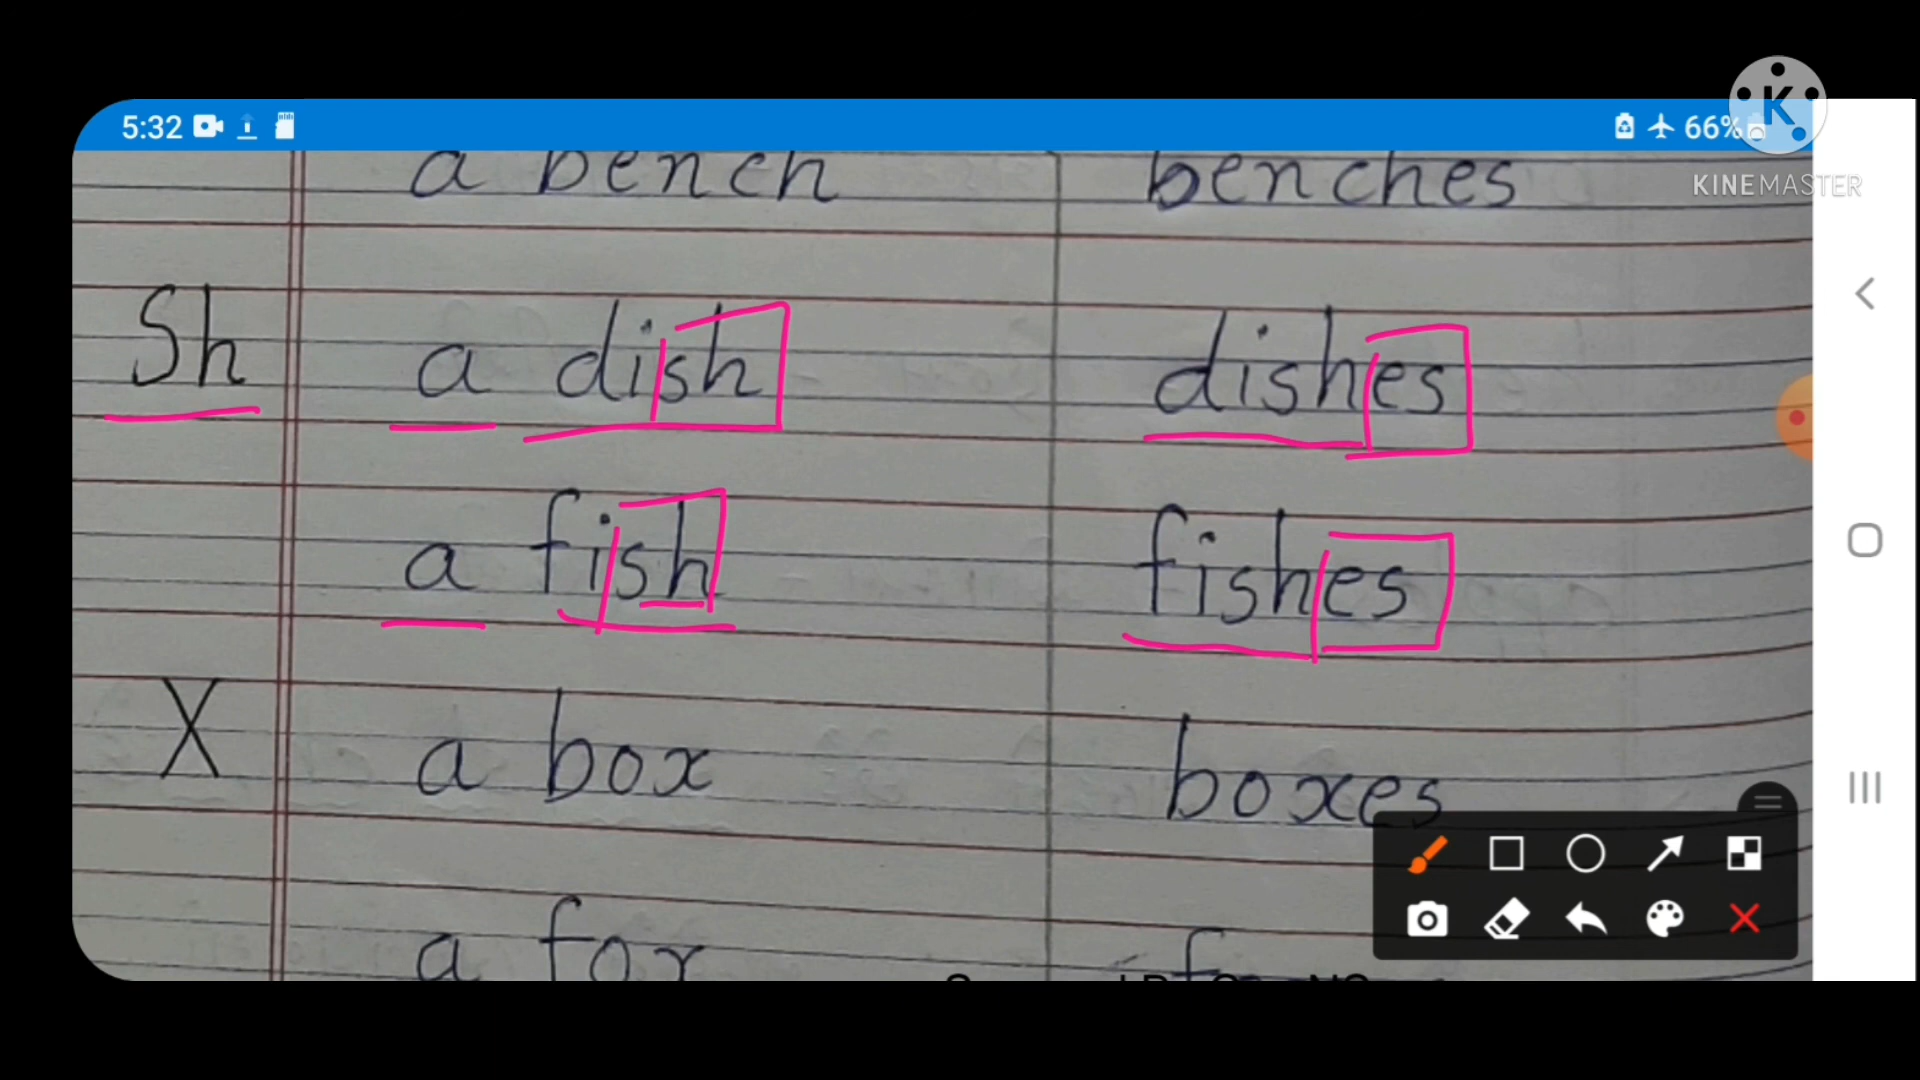 5:32 66%
KINEMASTER
a bench benches
Sh a dish dishes
a fish fishes
X a box boxes
a fox